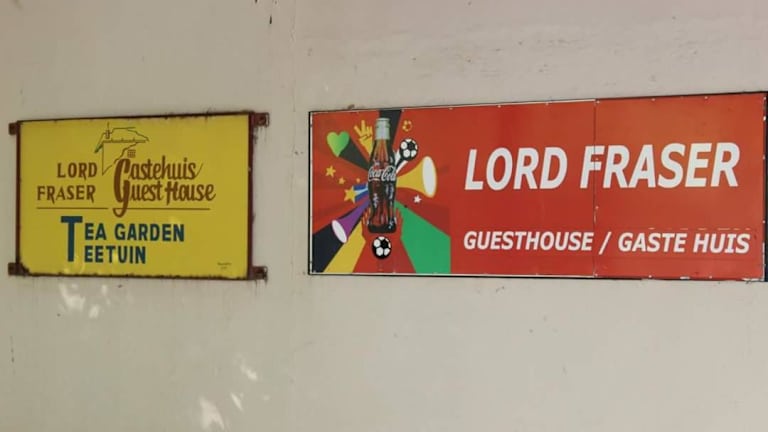 LORD
FRASER
Gastehuis
Guest House
TEA GARDEN
TEETUIN
Coca-Cola
LORD FRASER
GUESTHOUSE / GASTE HUIS